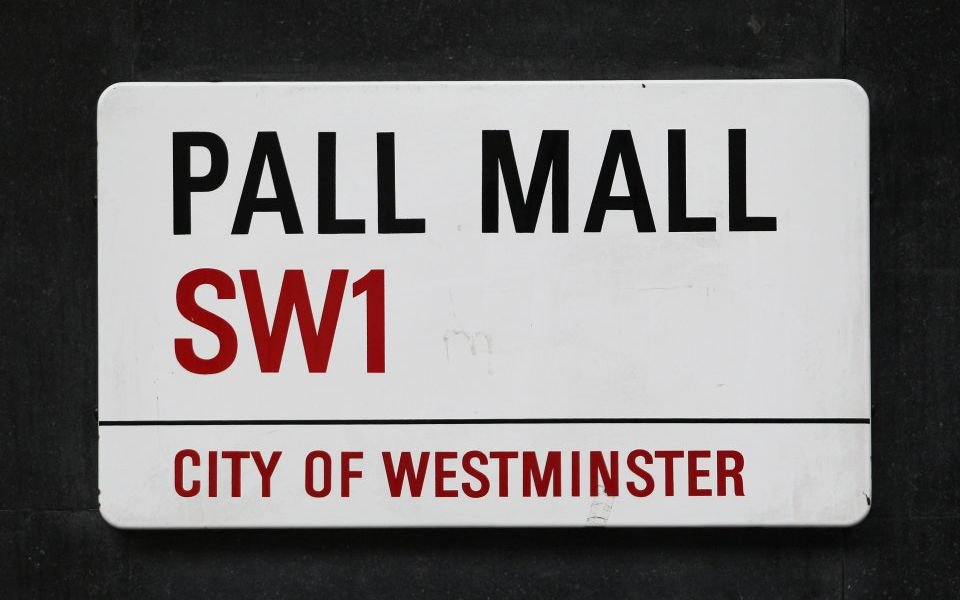 PALL MALL
SW1
CITY OF WESTMINSTER